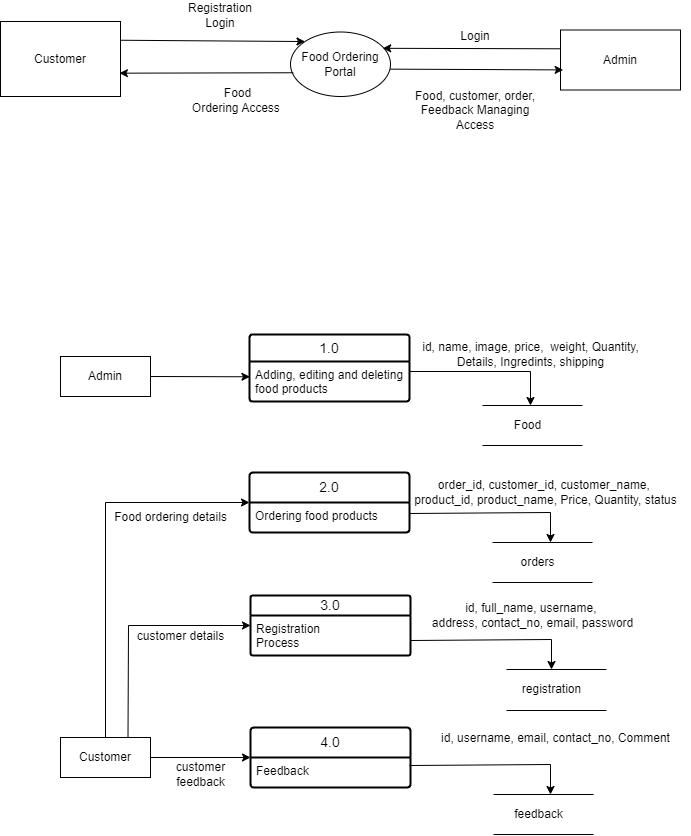 Registration
Login
Customer
Food Ordering
Portal
Login
Admin
Food
Ordering Access
Food, customer, order,
Feedback Managing
Access
1.0
Adding, editing and deleting
food products
Admin
id, name, image, price, weight, Quantity,
Details, Ingredints, shipping
Food
2.0
Ordering food products
Food ordering details
order_id, customer_id, customer_name,
product_id, product_name, Price, Quantity, status
orders
3.0
Registration
Process
customer details
id, full_name, username,
address, contact_no, email, password
registration
4.0
Feedback
Customer
customer
feedback
id, username, email, contact_no, Comment
feedback